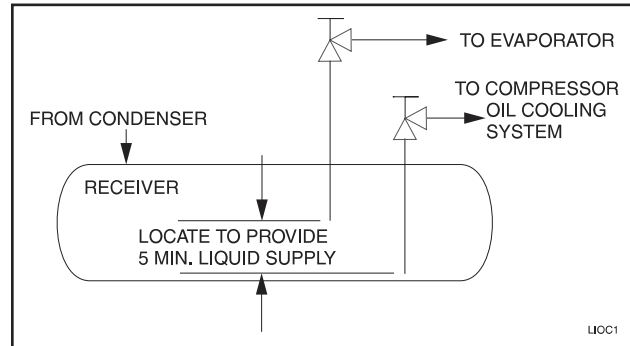 TO EVAPORATOR
TO COMPRESSOR
OIL COOLING
SYSTEM
FROM CONDENSER
RECEIVER
LOCATE TO PROVIDE
5 MIN. LIQUID SUPPLY
LIOC1